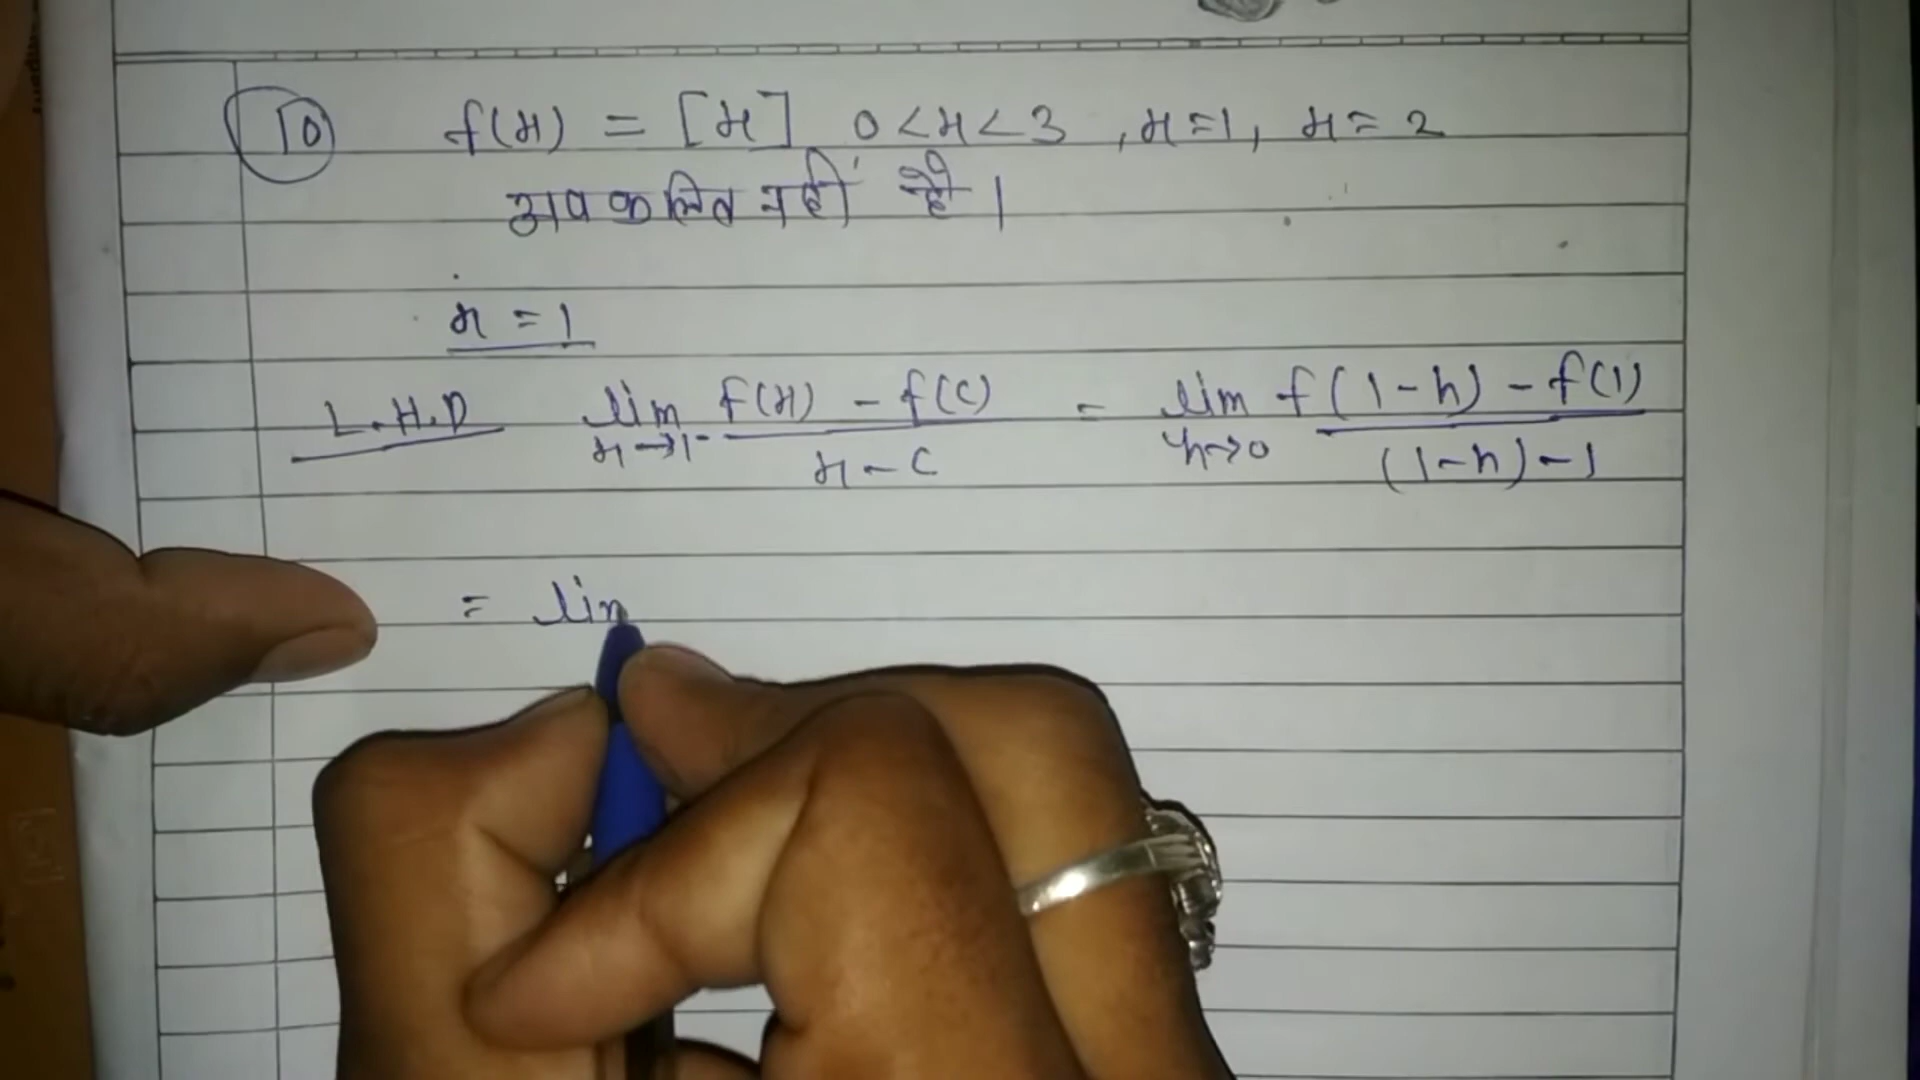 10 f(x) = [x] 0<x<3, x=1, x=2
अवकलित नहीं है।
x = 1
L.H.D lim x→1- f(x) - f(c) / x - c = lim h→0 f(1-h) - f(1) / (1-h) - 1
= lim